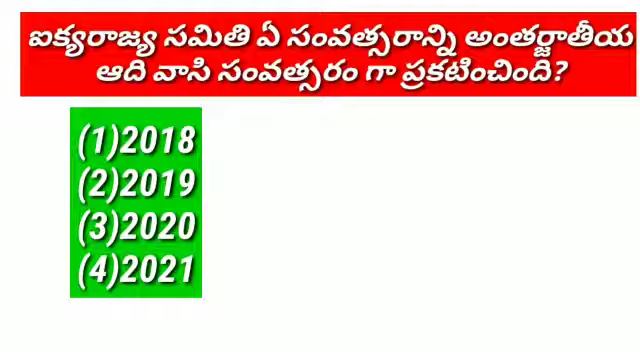 ఐక్యరాజ్య సమితి ఏ సంవత్సరాన్ని అంతర్జాతీయ
ఆది వాసి సంవత్సరం గా ప్రకటించింది?
(1)2018
(2)2019
(3)2020
(4)2021